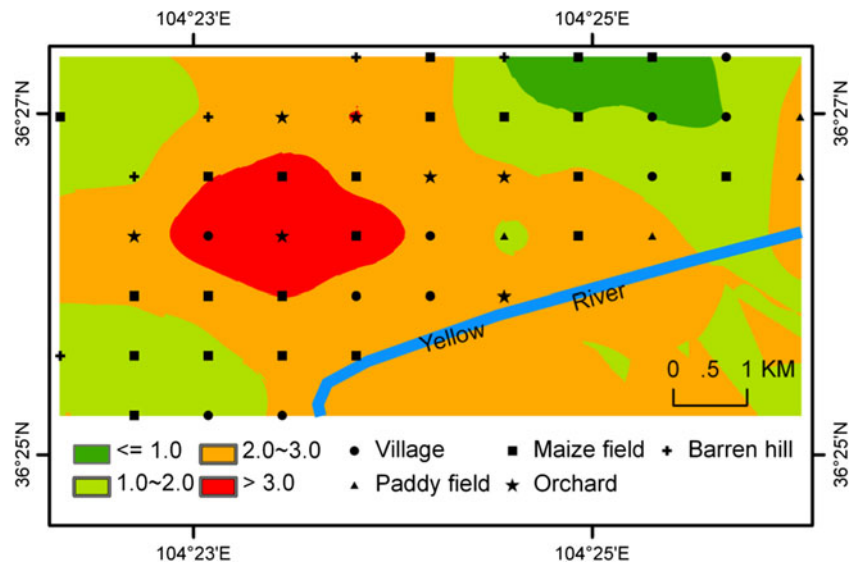 104°23'E 104°25'E
36°27'N 36°27'N
Yellow River
0 .5 1 KM
<= 1.0 2.0~3.0 Village Maize field Barren hill
1.0~2.0 > 3.0 Paddy field Orchard
36°25'N 36°25'N
104°23'E 104°25'E